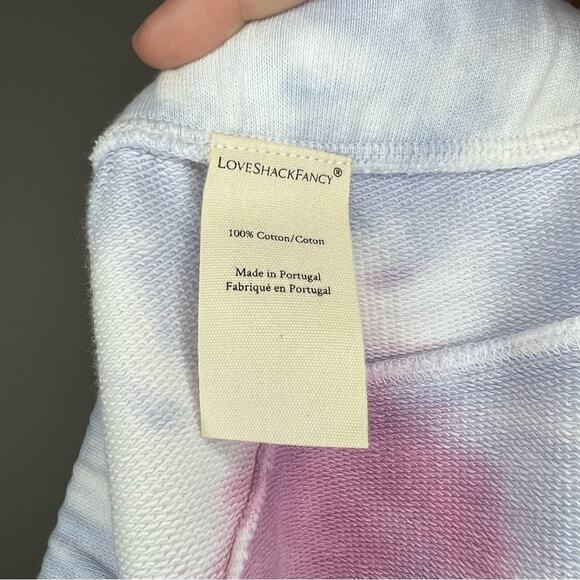 LOVESHACKFANCY®
100% Cotton/Coton
Made in Portugal
Fabriqué en Portugal